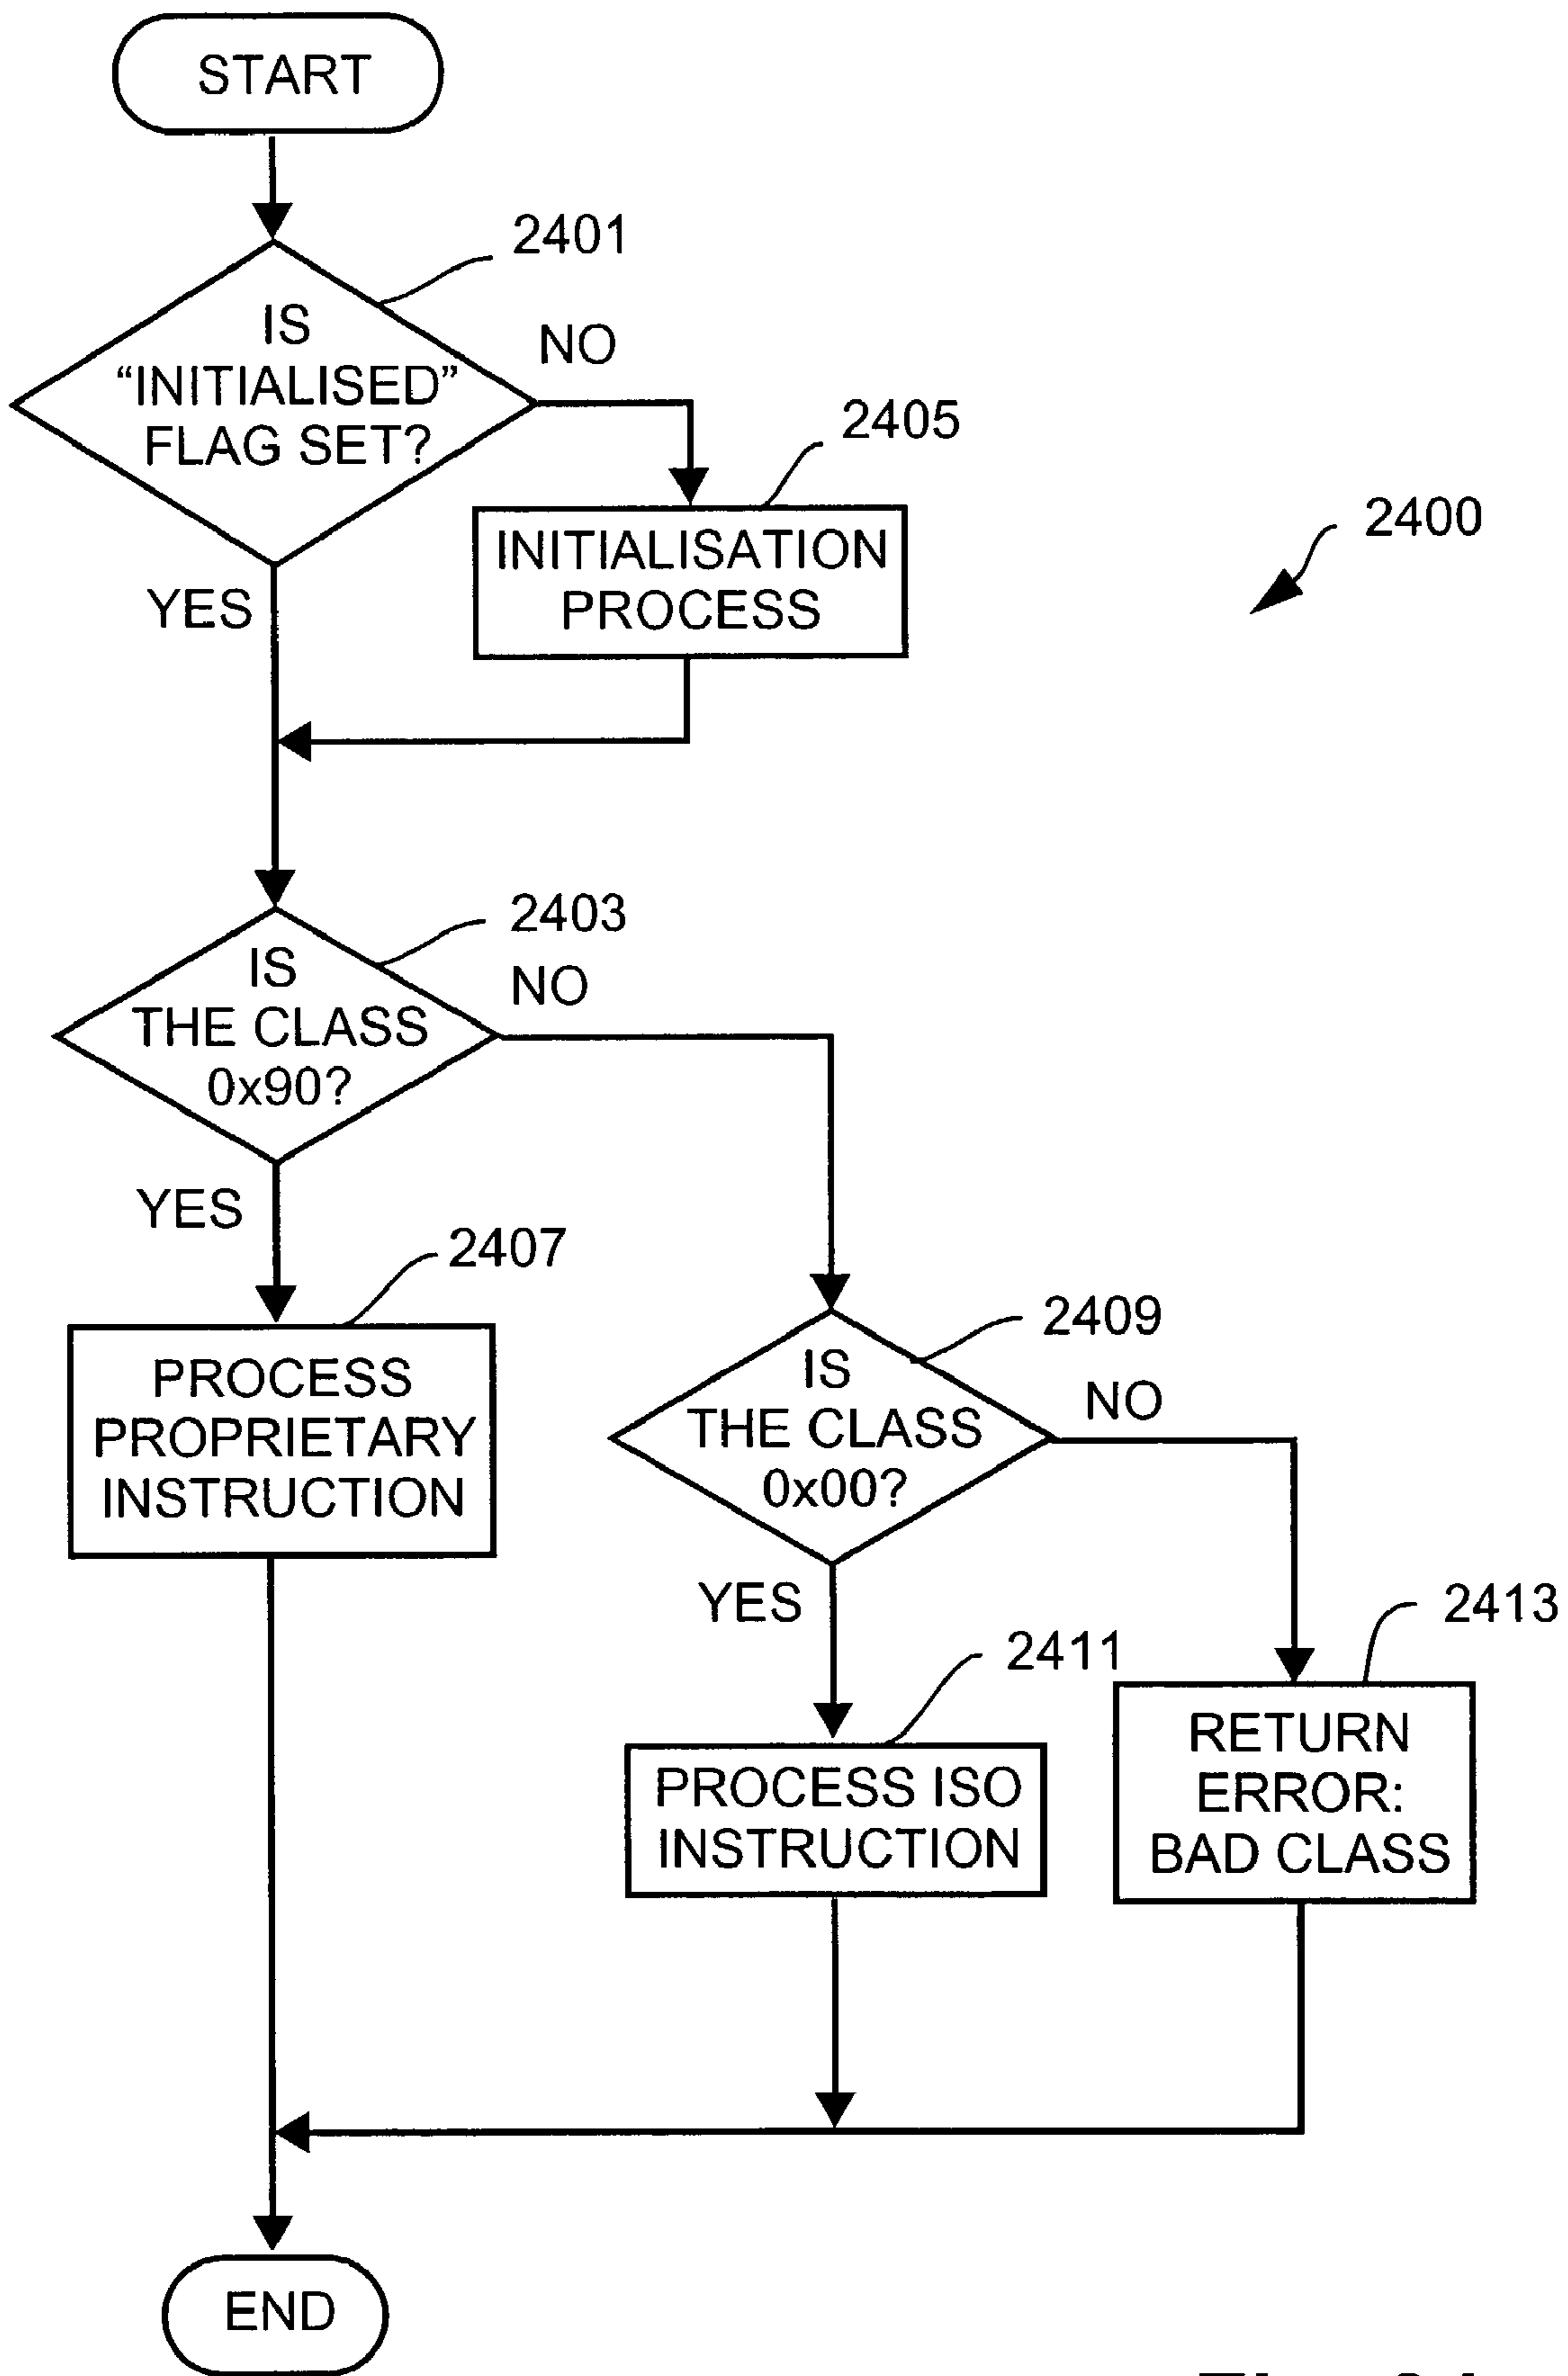 START
2401
IS
“INITIALISED”
FLAG SET?
NO
2405
INITIALISATION
PROCESS
2400
YES
2403
IS
THE CLASS
0x90?
NO
YES
2407
PROCESS
PROPRIETARY
INSTRUCTION
2409
IS
THE CLASS
0x00?
NO
YES
2411
PROCESS ISO
INSTRUCTION
2413
RETURN
ERROR:
BAD CLASS
END